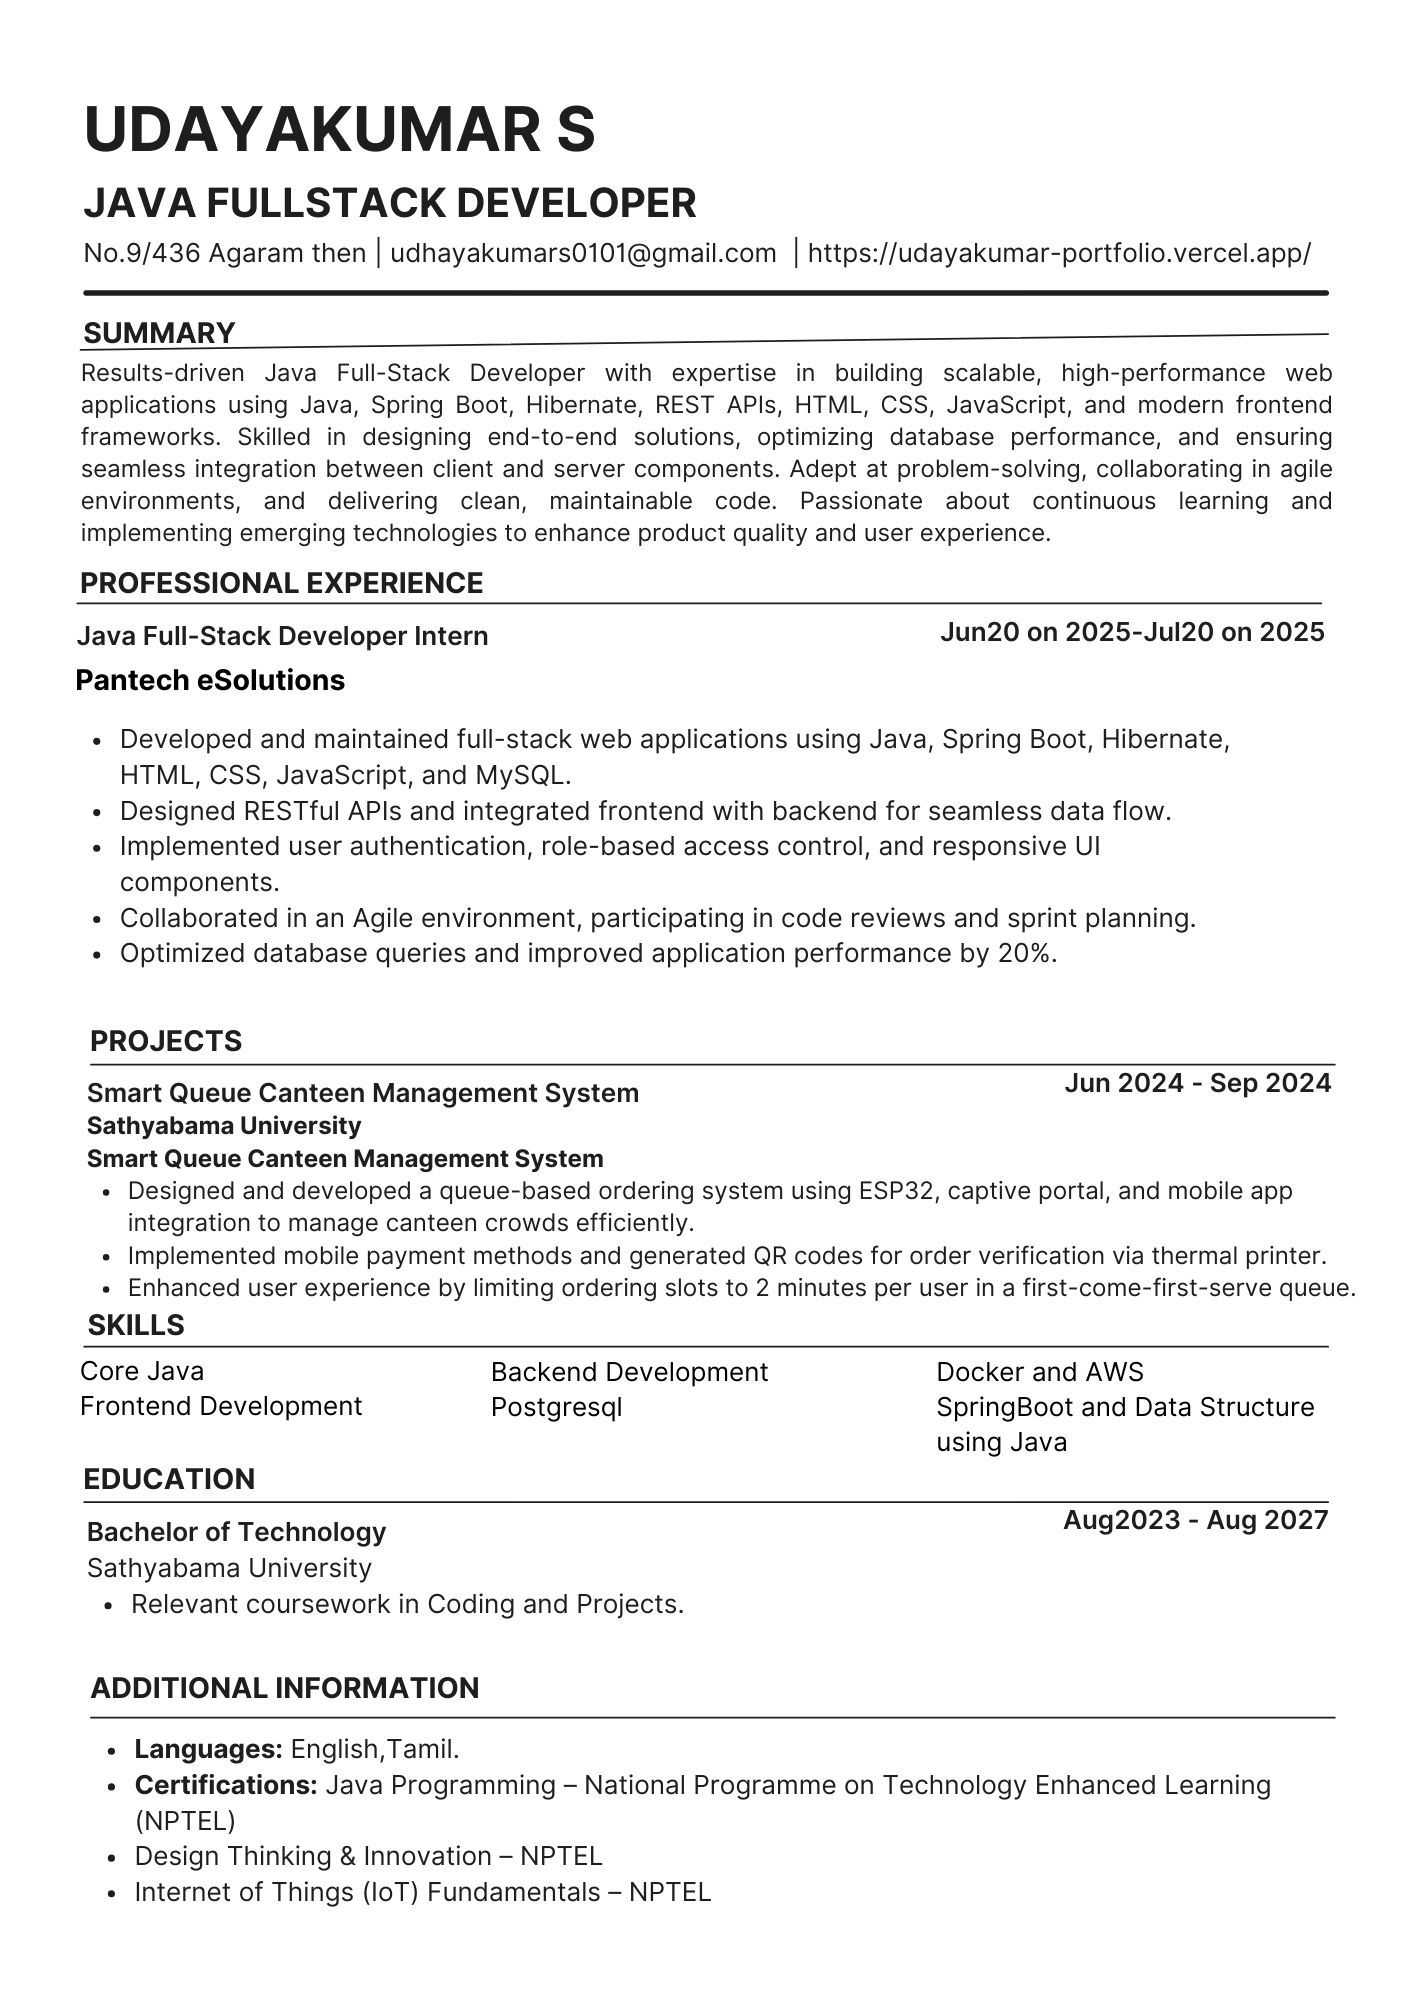 UDAYAKUMAR S
JAVA FULLSTACK DEVELOPER
No.9/436 Agaram then | udhayakumars0101@gmail.com | https://udayakumar-portfolio.vercel.app/
SUMMARY
Results-driven Java Full-Stack Developer with expertise in building scalable, high-performance web
applications using Java, Spring Boot, Hibernate, REST APIs, HTML, CSS, JavaScript, and modern frontend
frameworks. Skilled in designing end-to-end solutions, optimizing database performance, and ensuring
seamless integration between client and server components. Adept at problem-solving, collaborating in agile
environments, and delivering clean, maintainable code. Passionate about continuous learning and
implementing emerging technologies to enhance product quality and user experience.
PROFESSIONAL EXPERIENCE
Java Full-Stack Developer Intern Jun20 on 2025-Jul20 on 2025
Pantech eSolutions
• Developed and maintained full-stack web applications using Java, Spring Boot, Hibernate,
HTML, CSS, JavaScript, and MySQL.
• Designed RESTful APIs and integrated frontend with backend for seamless data flow.
• Implemented user authentication, role-based access control, and responsive UI
components.
• Collaborated in an Agile environment, participating in code reviews and sprint planning.
• Optimized database queries and improved application performance by 20%.
PROJECTS
Smart Queue Canteen Management System Jun 2024 - Sep 2024
Sathyabama University
Smart Queue Canteen Management System
• Designed and developed a queue-based ordering system using ESP32, captive portal, and mobile app
integration to manage canteen crowds efficiently.
• Implemented mobile payment methods and generated QR codes for order verification via thermal printer.
• Enhanced user experience by limiting ordering slots to 2 minutes per user in a first-come-first-serve queue.
SKILLS
Core Java
Frontend Development
Backend Development
Postgresql
Docker and AWS
SpringBoot and Data Structure
using Java
EDUCATION
Bachelor of Technology Aug2023 - Aug 2027
Sathyabama University
• Relevant coursework in Coding and Projects.
ADDITIONAL INFORMATION
• Languages: English,Tamil.
• Certifications: Java Programming – National Programme on Technology Enhanced Learning
(NPTEL)
• Design Thinking & Innovation – NPTEL
• Internet of Things (IoT) Fundamentals – NPTEL